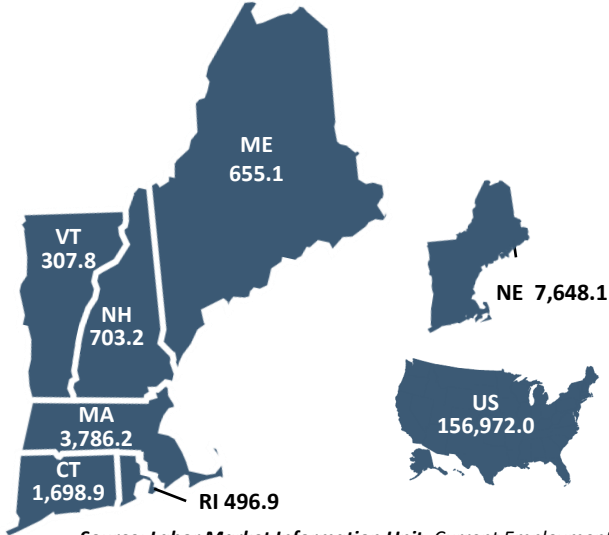 ME
655.1
VT
307.8
NH
703.2
NE 7,648.1
US
156,972.0
MA
3,786.2
CT
1,698.9
RI 496.9
Source: Labor Market Information Unit, Current Employment